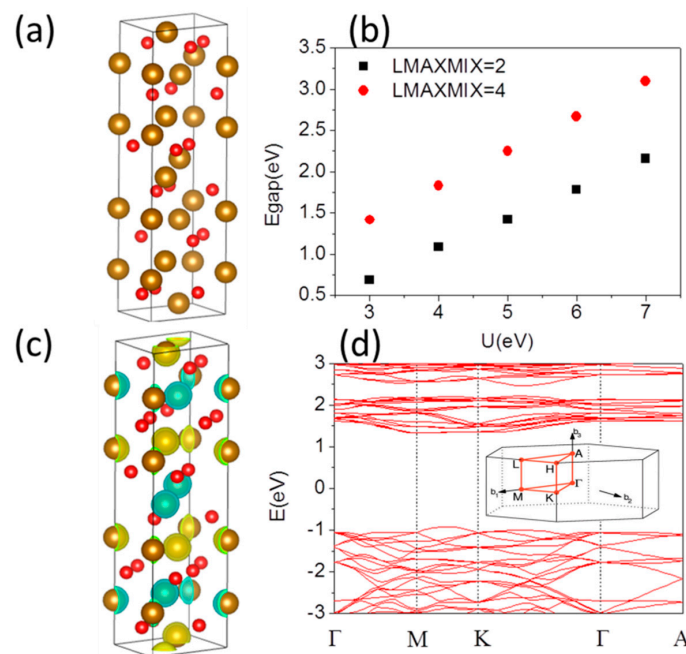 (a)
(b)
LMAXMIX=2
LMAXMIX=4
Egap(eV)
3.5
3.0
2.5
2.0
1.5
1.0
0.5
3 4 5 6 7
U(eV)
(c)
(d)
E(eV)
3
2
1
0
-1
-2
-3
b₃
A
L
H
M
K
Γ
b₁
b₂
Γ M K Γ A